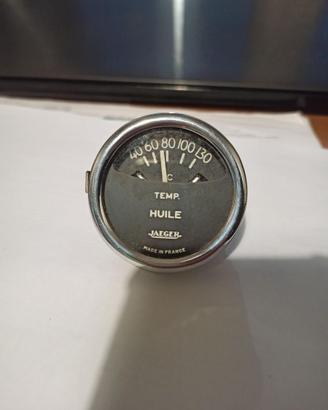 40 60 80 100 130
C
TEMP.
HUILE
JAEGER
MADE IN FRANCE